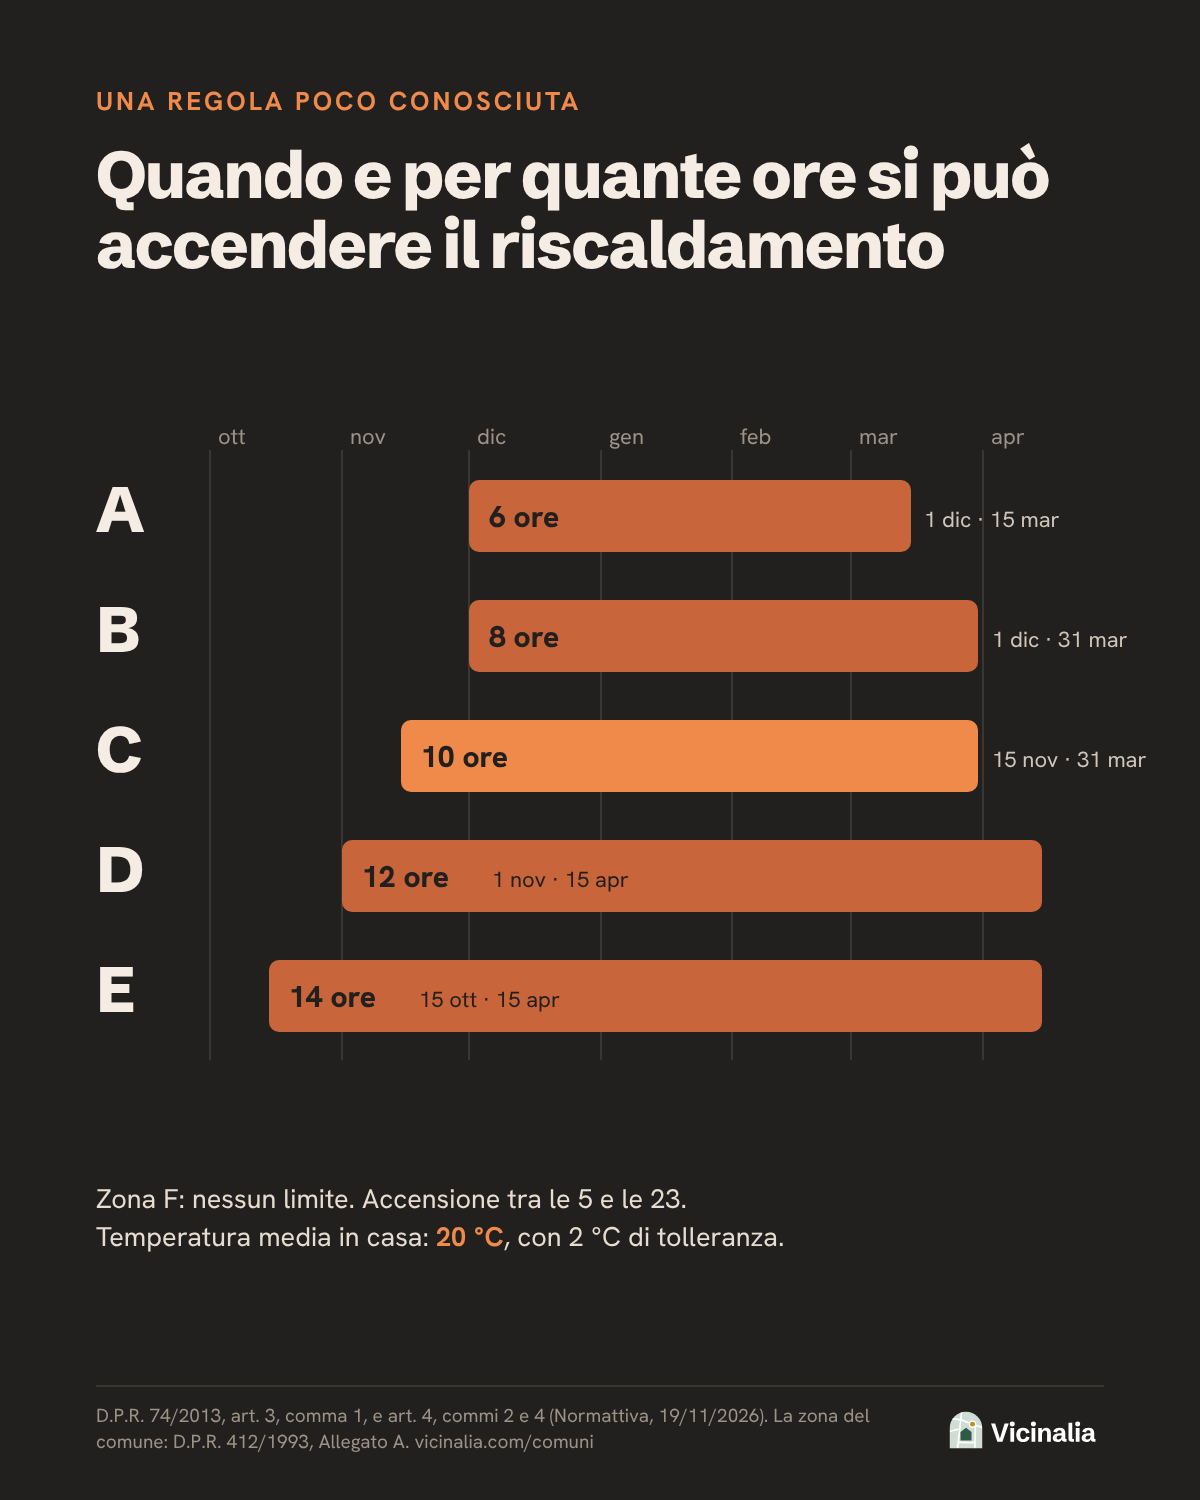 UNA REGOLA POCO CONOSCIUTA
Quando e per quante ore si può
accendere il riscaldamento
ott nov dic gen feb mar apr
A 6 ore 1 dic · 15 mar
B 8 ore 1 dic · 31 mar
C 10 ore 15 nov · 31 mar
D 12 ore 1 nov · 15 apr
E 14 ore 15 ott · 15 apr
Zona F: nessun limite. Accensione tra le 5 e le 23.
Temperatura media in casa: 20 °C, con 2 °C di tolleranza.
D.P.R. 74/2013, art. 3, comma 1, e art. 4, commi 2 e 4 (Normattiva, 19/11/2026). La zona del
comune: D.P.R. 412/1993, Allegato A. vicinalia.com/comuni
Vicinalia